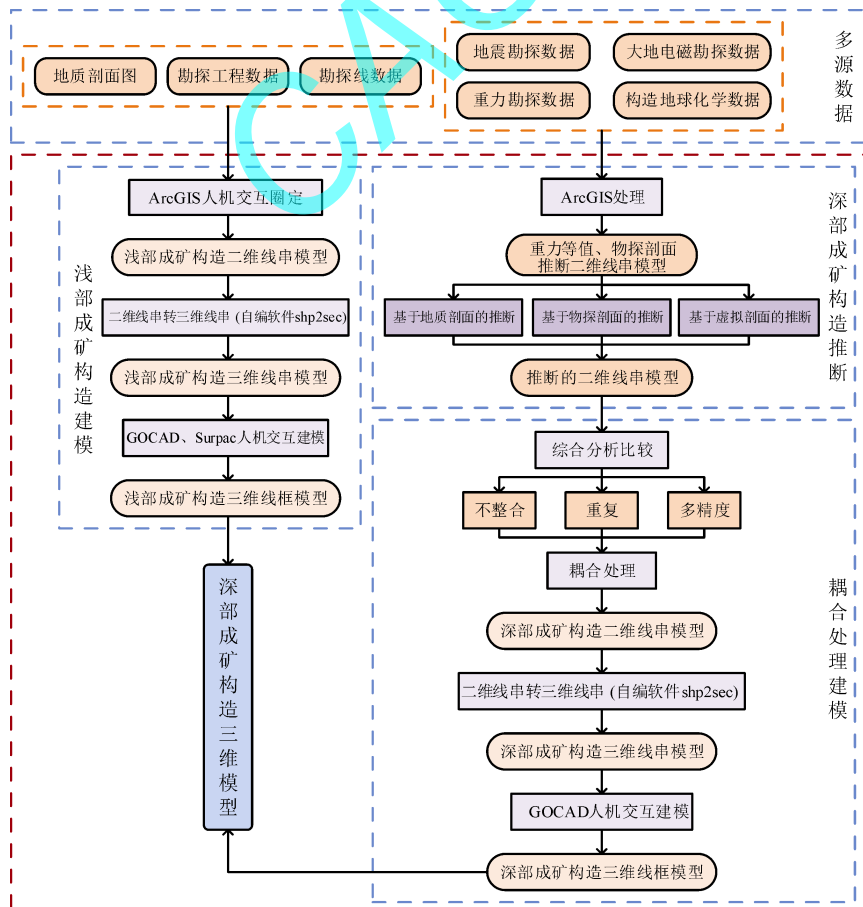 多源数据
地质剖面图
勘探工程数据
勘探线数据
地震勘探数据
大地电磁勘探数据
重力勘探数据
构造地球化学数据
浅部成矿构造建模
ArcGIS人机交互圈定
浅部成矿构造二维线串模型
二维线串转三维线串 (自编软件shp2sec)
浅部成矿构造三维线串模型
GOCAD、Surpac人机交互建模
浅部成矿构造三维线框模型
深部成矿构造推断
ArcGIS处理
重力等值、物探剖面
推断二维线串模型
基于地质剖面的推断
基于物探剖面的推断
基于虚拟剖面的推断
推断的二维线串模型
耦合处理建模
综合分析比较
不整合
重复
多精度
耦合处理
深部成矿构造二维线串模型
二维线串转三维线串 (自编软件shp2sec)
深部成矿构造三维线串模型
GOCAD人机交互建模
深部成矿构造三维线框模型
深部成矿构造三维模型